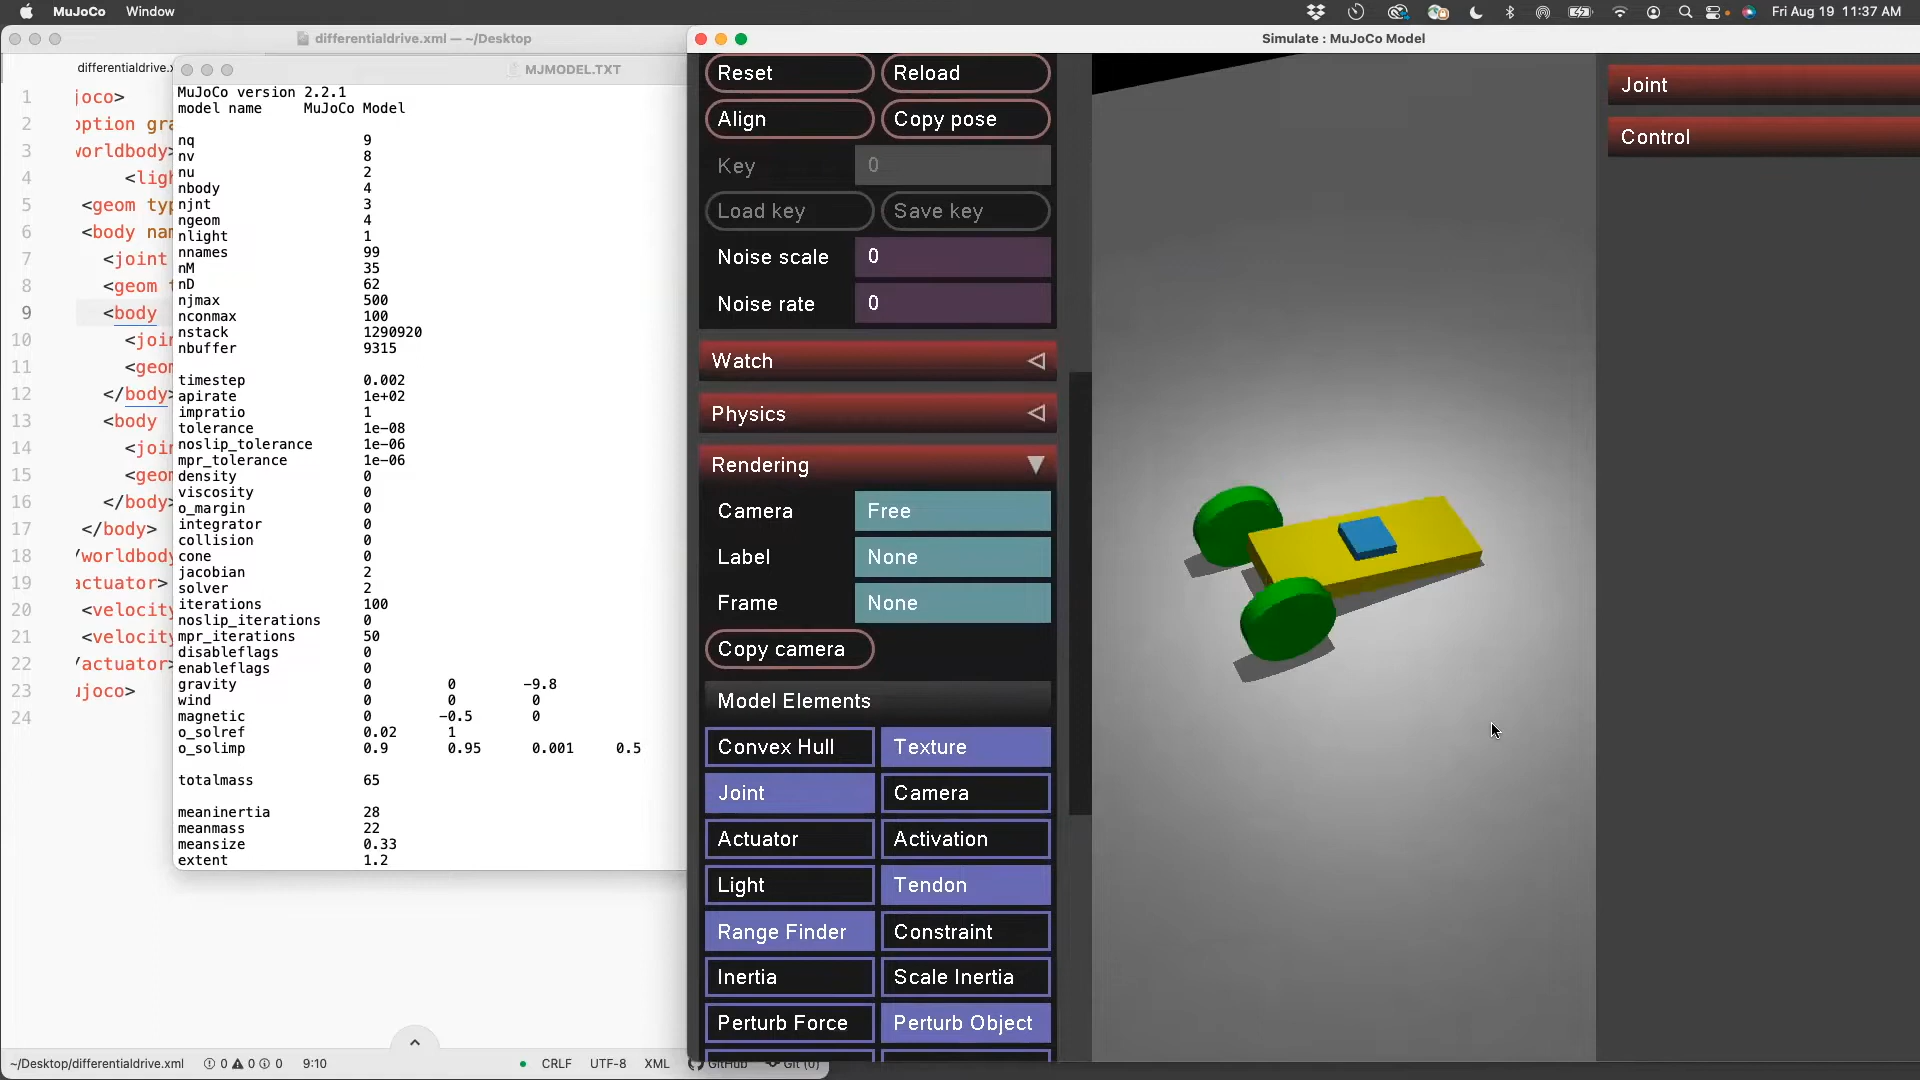 MuJoCo Window Fri Aug 19 11:37 AM
differentialdrive.xml — ~/Desktop
differentialdrive.x
1 joco>
2 option gra
3 worldbody>
4 <ligh
5 <geom typ
6 <body nam
7 <joint
8 <geom t
9 <body
10 <join
11 <geom
12 </body>
13 <body
14 <join
15 <geom
16 </body>
17 </body>
18 /worldbody
19 actuator>
20 <velocity
21 <velocity
22 /actuator>
23 ujoco>
24
~/Desktop/differentialdrive.xml 0 0 0 9:10 CRLF UTF-8 XML GitHub Git (0)
MJMODEL.TXT
MuJoCo version 2.2.1
model name MuJoCo Model
nq 9
nv 8
nu 2
nbody 4
njnt 3
ngeom 4
nlight 1
nnames 99
nM 35
nD 62
njmax 500
nconmax 100
nstack 1290920
nbuffer 9315
timestep 0.002
apirate 1e+02
impratio 1
tolerance 1e-08
noslip_tolerance 1e-06
mpr_tolerance 1e-06
density 0
viscosity 0
o_margin 0
integrator 0
collision 0
cone 0
jacobian 2
solver 2
iterations 100
noslip_iterations 0
mpr_iterations 50
disableflags 0
enableflags 0
gravity 0 0 -9.8
wind 0 0 0
magnetic 0 -0.5 0
o_solref 0.02 1
o_solimp 0.9 0.95 0.001 0.5
totalmass 65
meaninertia 28
meanmass 22
meansize 0.33
extent 1.2
Simulate : MuJoCo Model
Reset Reload
Align Copy pose
Key 0
Load key Save key
Noise scale 0
Noise rate 0
Watch
Physics
Rendering
Camera Free
Label None
Frame None
Copy camera
Model Elements
Convex Hull Texture
Joint Camera
Actuator Activation
Light Tendon
Range Finder Constraint
Inertia Scale Inertia
Perturb Force Perturb Object
Joint
Control